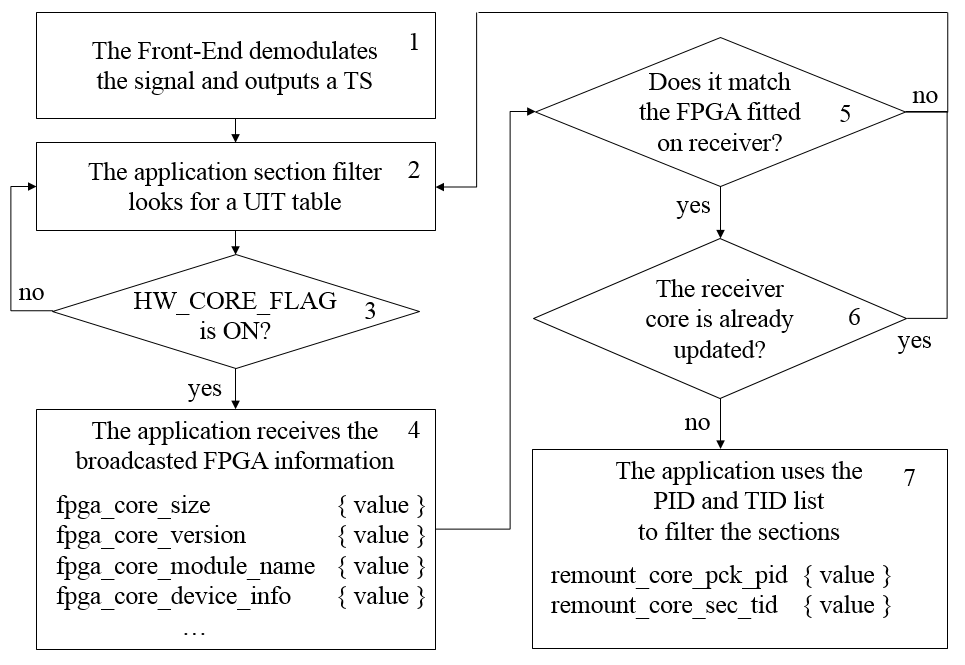 The Front-End demodulates
the signal and outputs a TS
1
The application section filter
looks for a UIT table
2
no
HW_CORE_FLAG
is ON?
3
yes
The application receives the
broadcasted FPGA information
4
fpga_core_size { value }
fpga_core_version { value }
fpga_core_module_name { value }
fpga_core_device_info { value }
…
Does it match
the FPGA fitted
on receiver?
5
no
yes
The receiver
core is already
updated?
6
yes
no
The application uses the
PID and TID list
to filter the sections
7
remount_core_pck_pid { value }
remount_core_sec_tid { value }